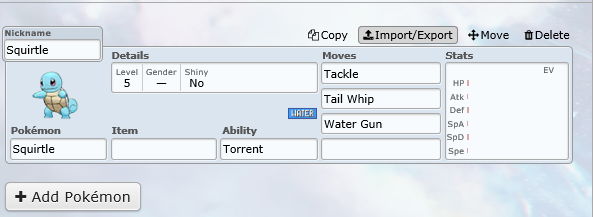 Nickname
Squirtle
Copy Import/Export Move Delete
Details
Level Gender Shiny
5 — No
WATER
Moves
Tackle
Tail Whip
Water Gun
Stats
EV
HP
Atk
Def
SpA
SpD
Spe
Pokémon Item Ability
Squirtle Torrent
+ Add Pokémon